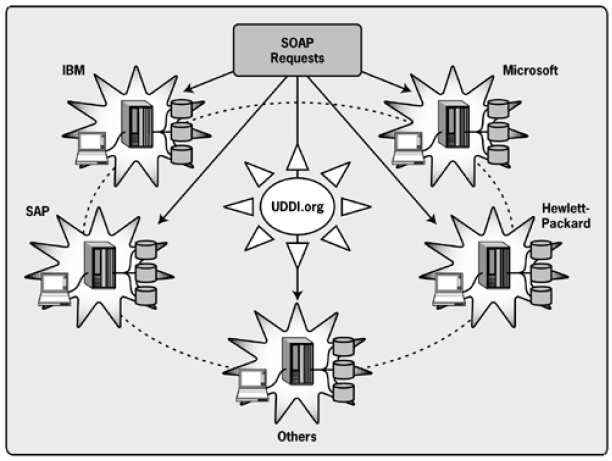 SOAP
Requests
IBM
Microsoft
UDDI.org
SAP
Hewlett-
Packard
Others